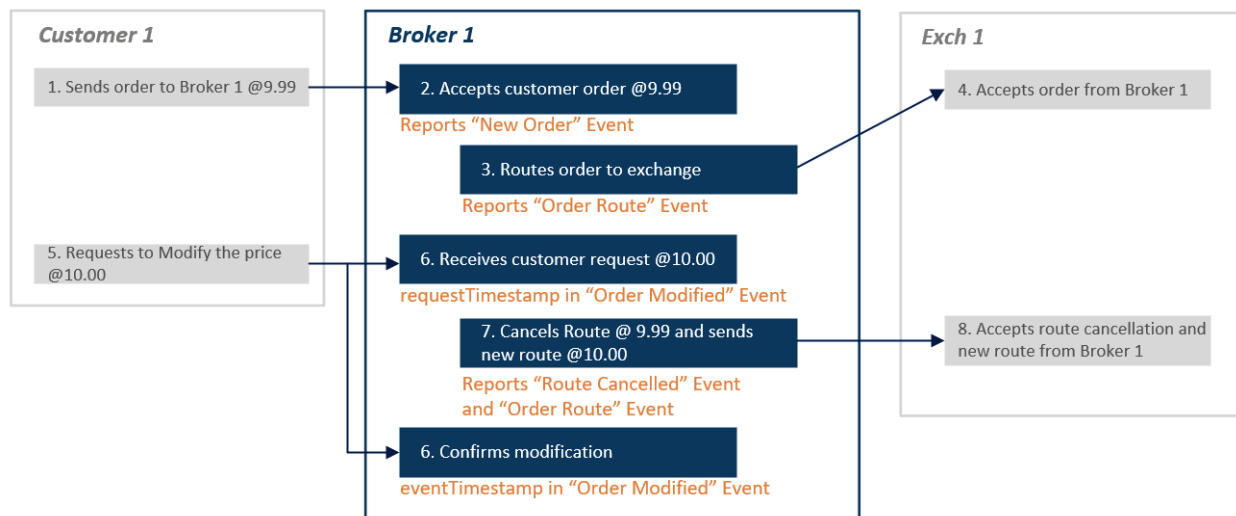 Customer 1
Broker 1
Exch 1
1. Sends order to Broker 1 @9.99
2. Accepts customer order @9.99
Reports “New Order” Event
3. Routes order to exchange
Reports “Order Route” Event
4. Accepts order from Broker 1
5. Requests to Modify the price
@10.00
6. Receives customer request @10.00
requestTimestamp in “Order Modified” Event
7. Cancels Route @ 9.99 and sends
new route @10.00
Reports “Route Cancelled” Event
and “Order Route” Event
8. Accepts route cancellation and
new route from Broker 1
6. Confirms modification
eventTimestamp in “Order Modified” Event